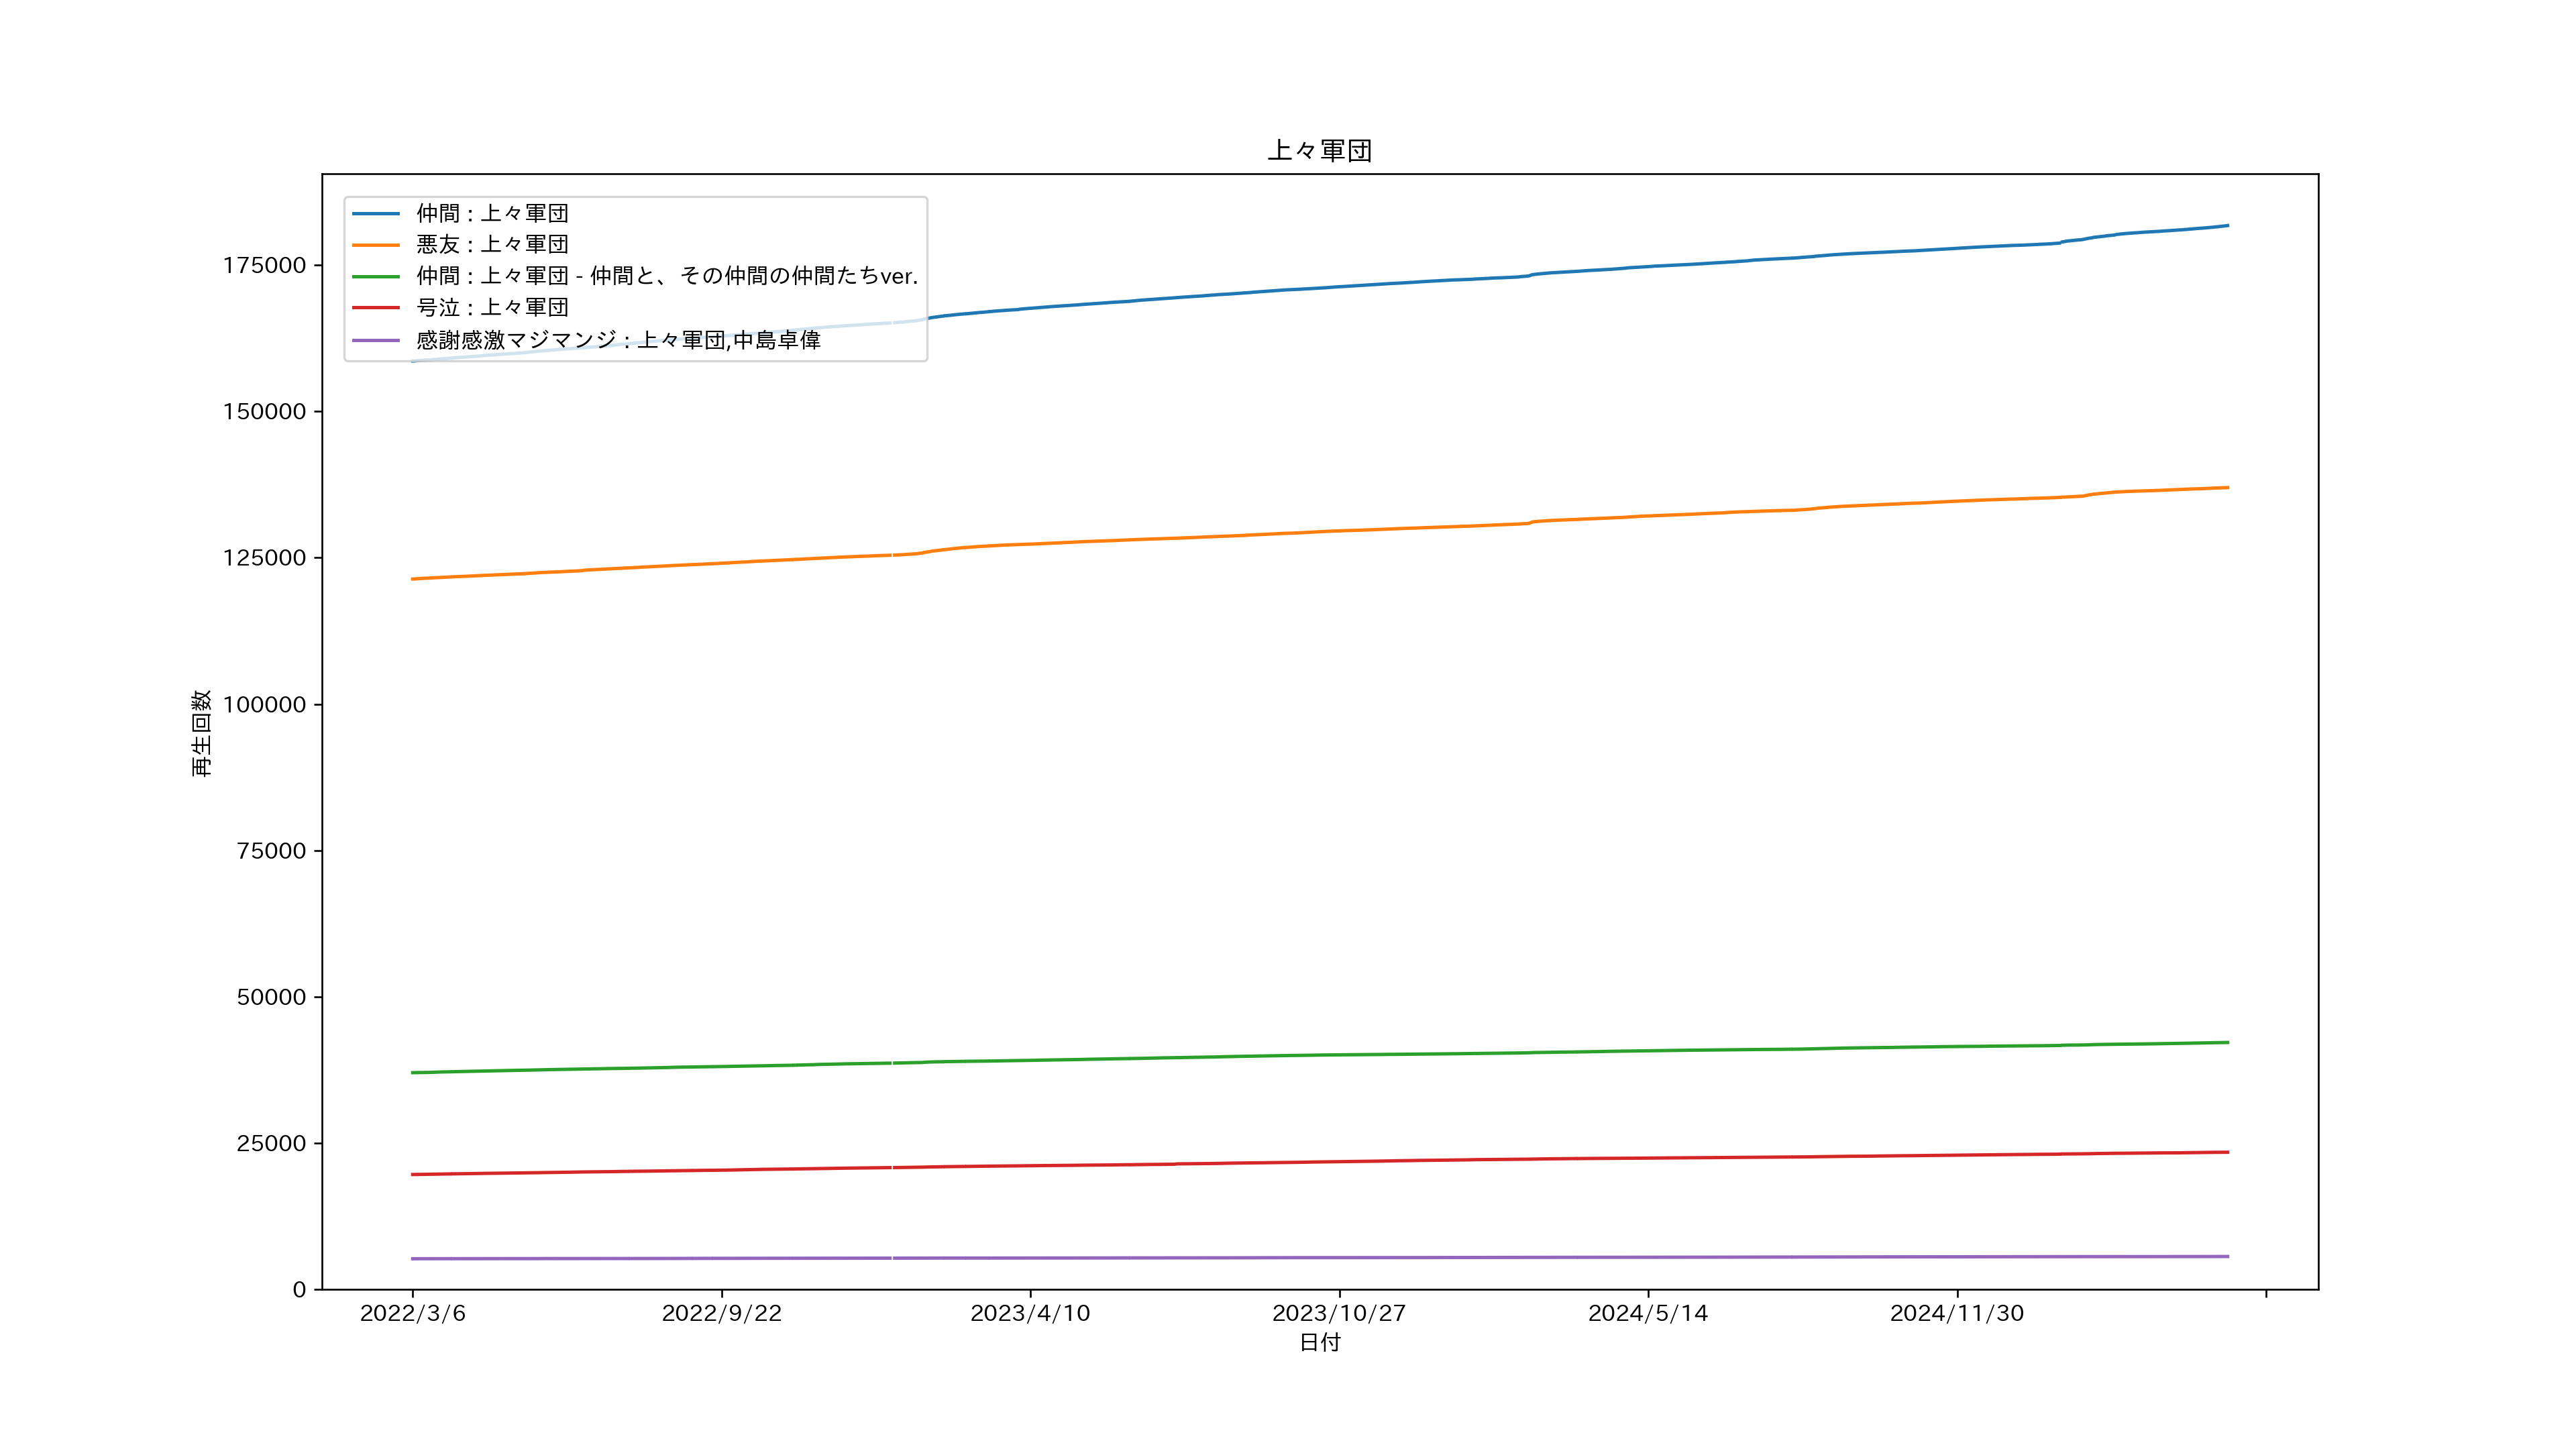 上々軍団
仲間 : 上々軍団
悪友 : 上々軍団
仲間 : 上々軍団 - 仲間と、その仲間の仲間たちver.
号泣 : 上々軍団
感謝感激マジマンジ : 上々軍団,中島卓偉
175000
150000
125000
100000
75000
50000
25000
0
再生回数
2022/3/6
2022/9/22
2023/4/10
2023/10/27
2024/5/14
2024/11/30
日付